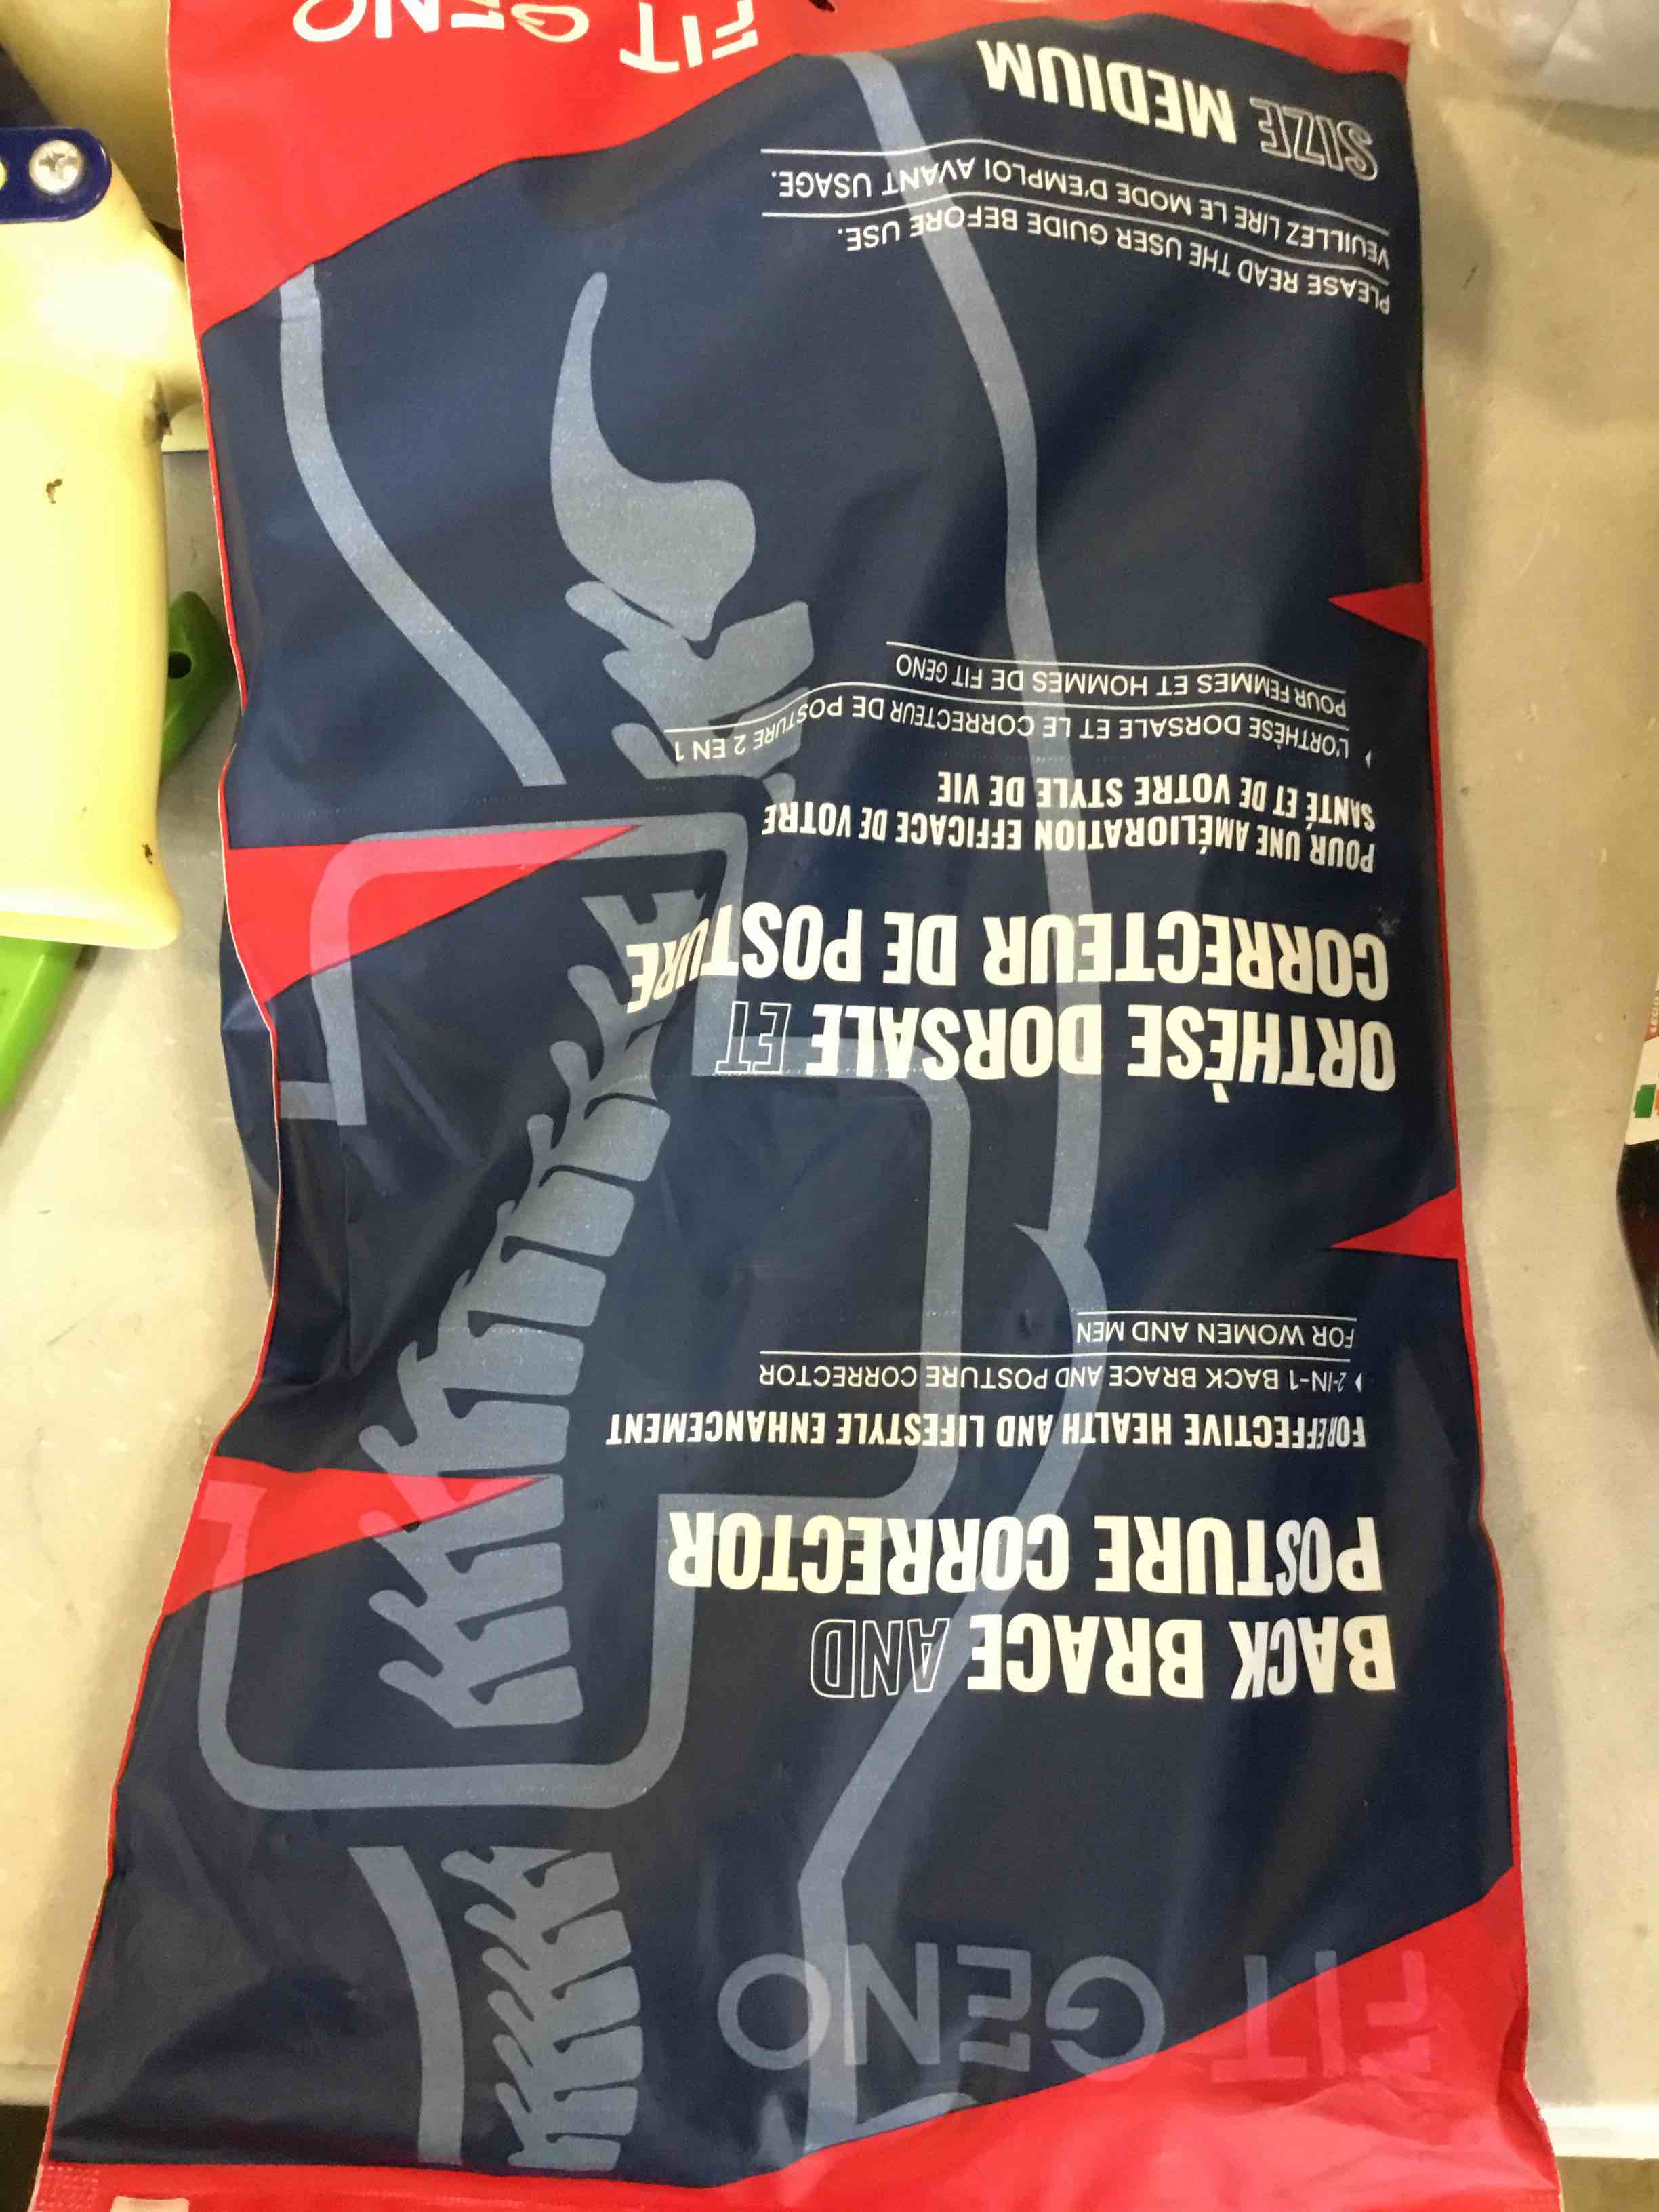 FIT GENO
BACK BRACE AND
POSTURE CORRECTOR
FOR EFFECTIVE HEALTH AND LIFESTYLE ENHANCEMENT
2-IN-1 BACK BRACE AND POSTURE CORRECTOR
FOR WOMEN AND MEN
ORTHÈSE DORSALE ET
CORRECTEUR DE POSTURE
POUR UNE AMÉLIORATION EFFICACE DE VOTRE
SANTÉ ET DE VOTRE STYLE DE VIE
L'ORTHÈSE DORSALE ET LE CORRECTEUR DE POSTURE 2 EN 1
POUR FEMMES ET HOMMES DE FIT GENO
PLEASE READ THE USER GUIDE BEFORE USE.
VEUILLEZ LIRE LE MODE D'EMPLOI AVANT USAGE.
SIZE MEDIUM
FIT GENO